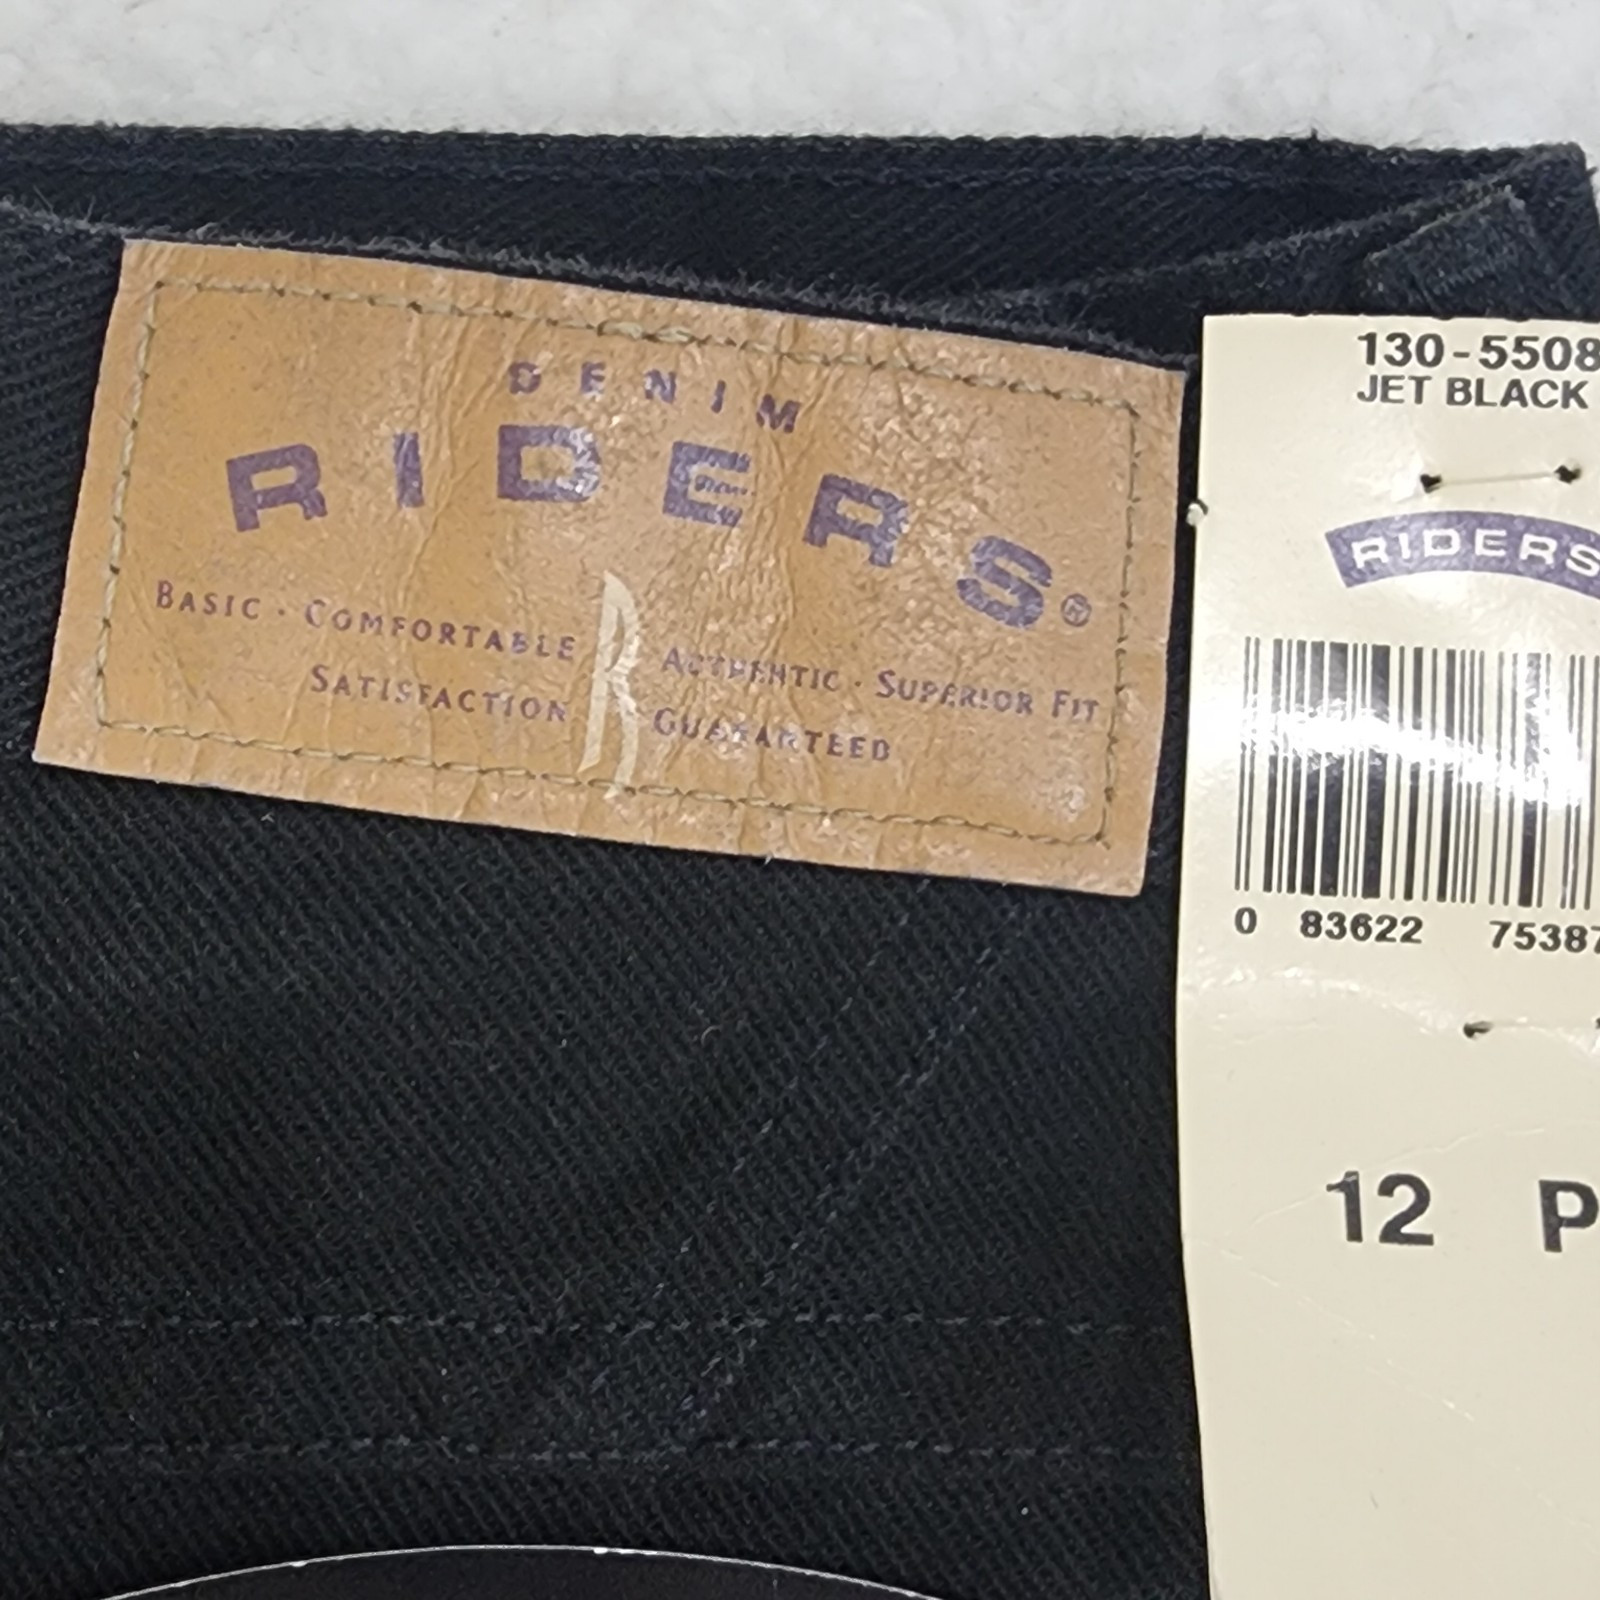 DENIM
RIDERS®
BASIC · COMFORTABLE R AUTHENTIC · SUPERIOR FIT
SATISFACTION GUARANTEED
130-5508
JET BLACK
RIDERS
0 83622 75387
12 P